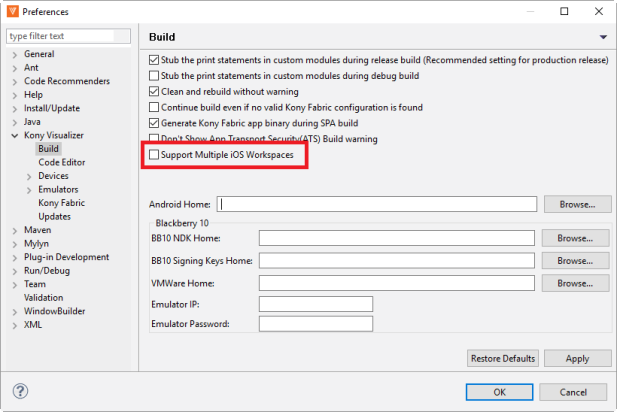 Preferences
type filter text
Build
General
Ant
Code Recommenders
Help
Install/Update
Java
Kony Visualizer
Build
Code Editor
Devices
Emulators
Kony Fabric
Updates
Maven
Mylyn
Plug-in Development
Run/Debug
Team
Validation
WindowBuilder
XML
Stub the print statements in custom modules during release build (Recommended setting for production release)
Stub the print statements in custom modules during debug build
Clean and rebuild without warning
Continue build even if no valid Kony Fabric configuration is found
Generate Kony Fabric app binary during SPA build
Don't Show App Transport Security(ATS) Build warning
Support Multiple iOS Workspaces
Android Home: Browse...
Blackberry 10
BB10 NDK Home: Browse...
BB10 Signing Keys Home: Browse...
VMWare Home: Browse...
Emulator IP:
Emulator Password:
Restore Defaults Apply
? OK Cancel